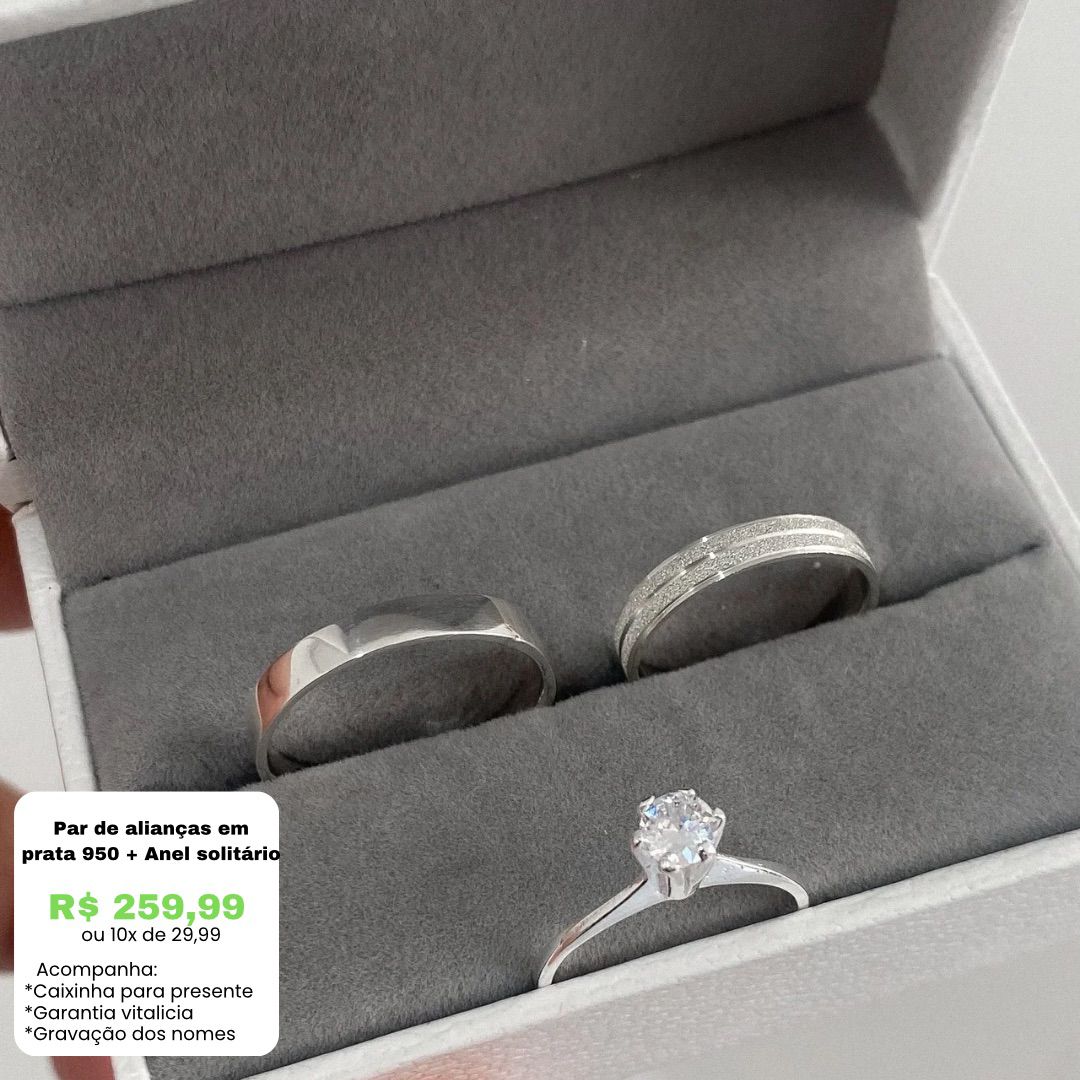 Par de alianças em
prata 950 + Anel solitário
R$ 259,99
ou 10x de 29,99
Acompanha:
*Caixinha para presente
*Garantia vitalicia
*Gravação dos nomes